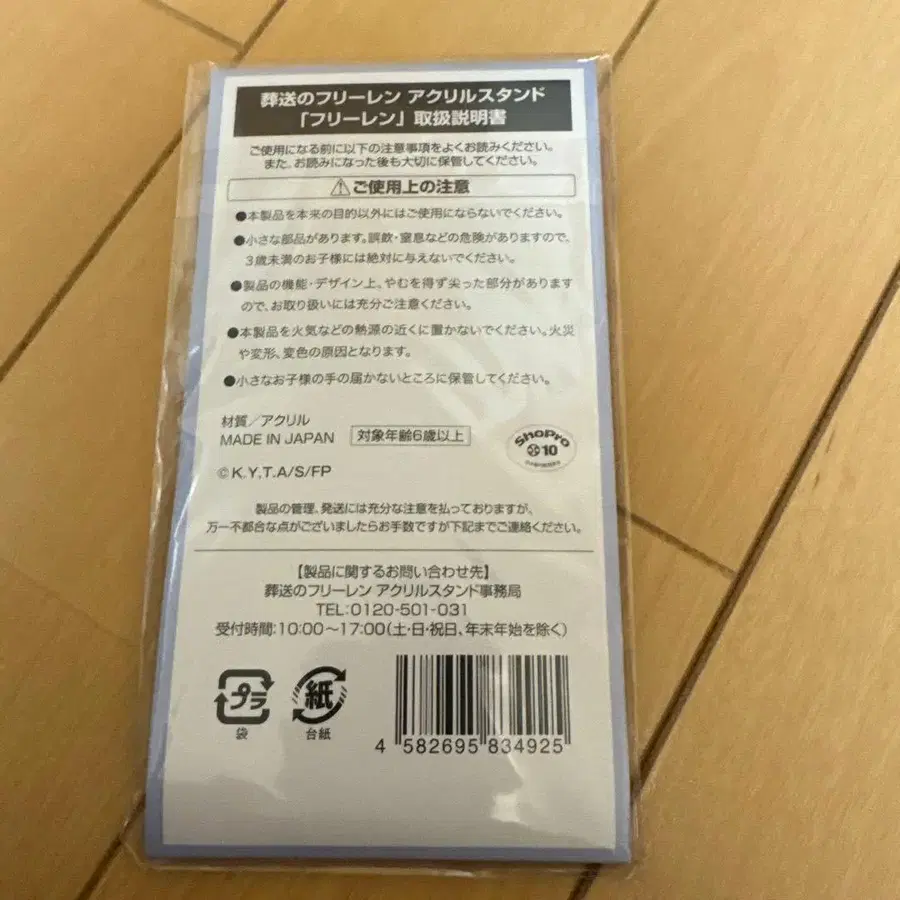 葬送のフリーレン アクリルスタンド
「フリーレン」取扱説明書
ご使用になる前に以下の注意事項をよくお読みください。
また、お読みになった後も大切に保管してください。
ご使用上の注意
●本製品を本来の目的以外にはご使用にならないでください。
●小さな部品があります。誤飲・窒息などの危険がありますので、
3歳未満のお子様には絶対に与えないでください。
●製品の機能・デザイン上、やむを得ず尖った部分があります
ので、お取り扱いには充分ご注意ください。
●本製品を火気などの熱源の近くに置かないでください。火災
や変形、変色の原因となります。
●小さなお子様の手の届かないところに保管してください。
材質/アクリル
MADE IN JAPAN 対象年齢6歳以上
ShoPro
10
©K.Y,T.A/S/FP
製品の管理、発送には充分な注意を払っておりますが、
万一不都合な点がございましたらお手数ですが下記までご連絡ください。
【製品に関するお問い合わせ先】
葬送のフリーレン アクリルスタンド事務局
TEL:0120-501-031
受付時間:10:00〜17:00(土・日・祝日、年末年始を除く)
プラ 紙
袋 台紙
4 582695 834925